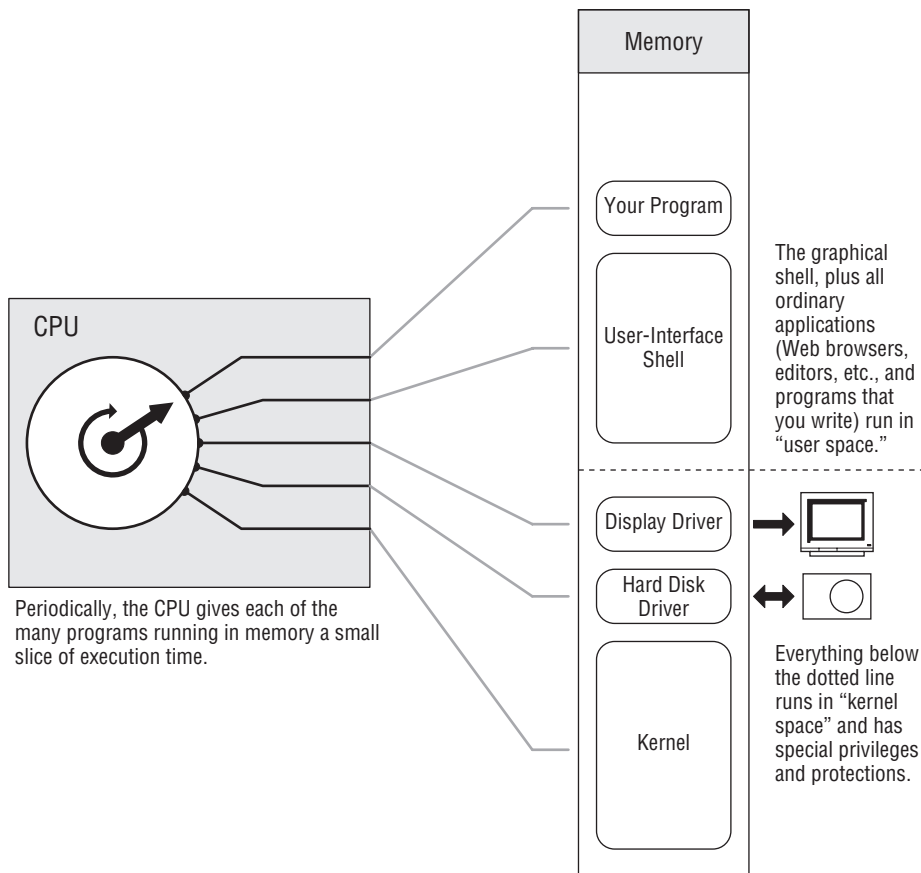 Memory
Your Program
User-Interface
Shell
The graphical
shell, plus all
ordinary
applications
(Web browsers,
editors, etc., and
programs that
you write) run in
“user space.”
CPU
Periodically, the CPU gives each of the
many programs running in memory a small
slice of execution time.
Display Driver
Hard Disk
Driver
Kernel
Everything below
the dotted line
runs in “kernel
space” and has
special privileges
and protections.